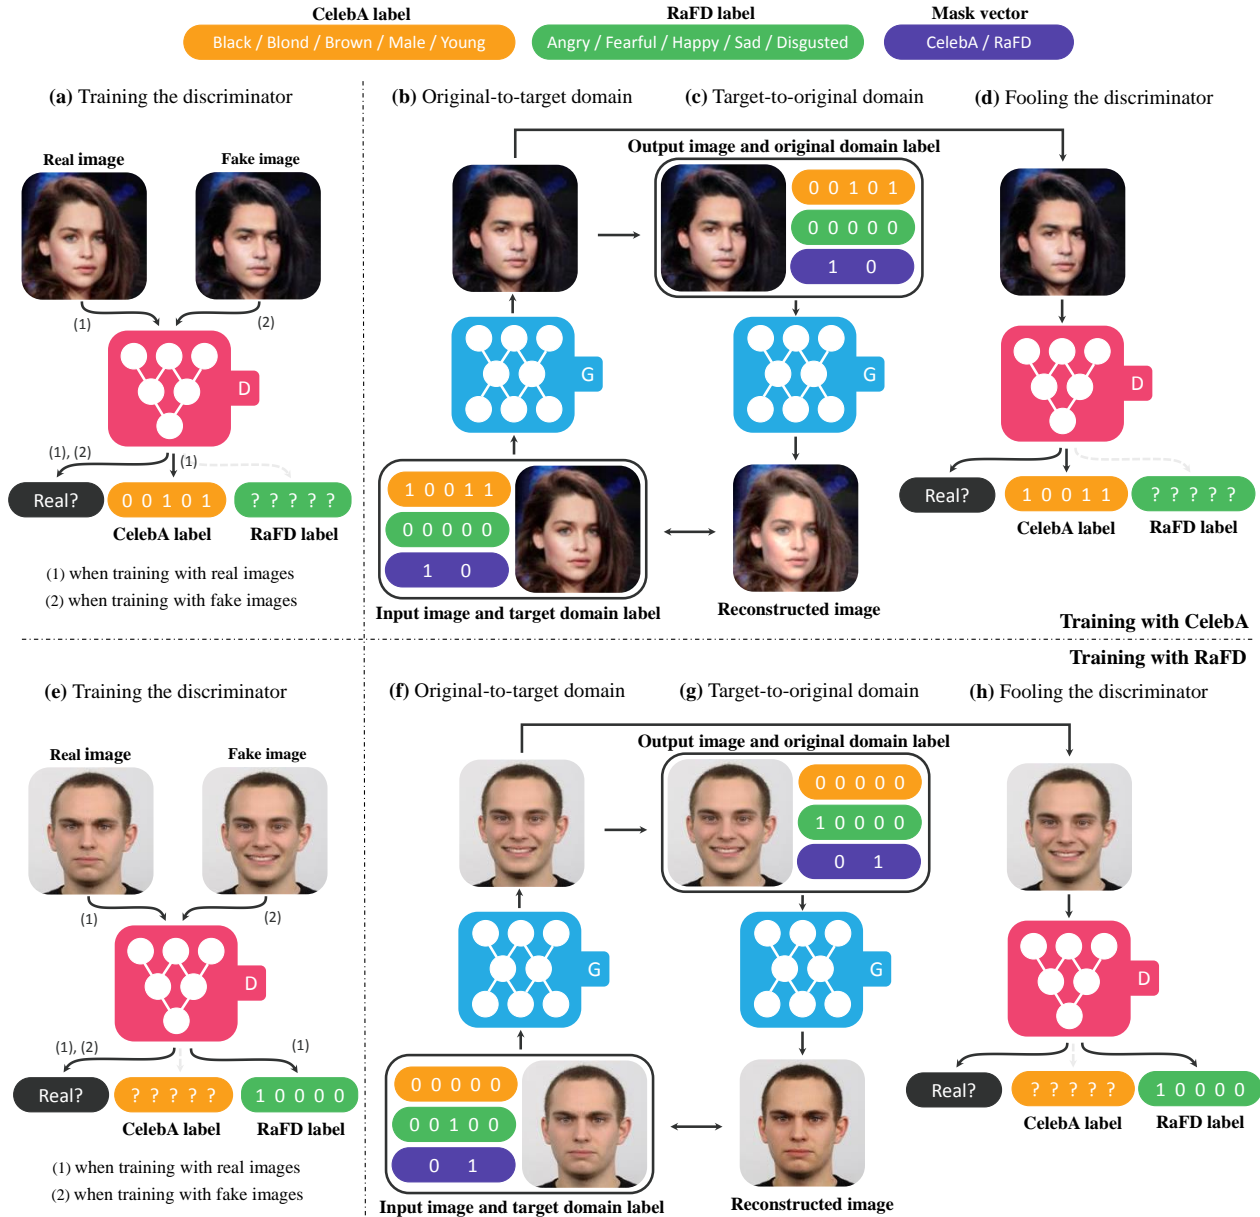 CelebA label
RaFD label
Mask vector
Black / Blond / Brown / Male / Young
Angry / Fearful / Happy / Sad / Disgusted
CelebA / RaFD
(a) Training the discriminator
(b) Original-to-target domain
(c) Target-to-original domain
(d) Fooling the discriminator
Real image
Fake image
Output image and original domain label
0 0 1 0 1
0 0 0 0 0
1 0
(1)
(2)
D
G
G
D
(1), (2)
(1)
Real?
0 0 1 0 1
? ? ? ? ?
CelebA label
RaFD label
1 0 0 1 1
0 0 0 0 0
1 0
Real?
1 0 0 1 1
? ? ? ? ?
CelebA label
RaFD label
(1) when training with real images
(2) when training with fake images
Input image and target domain label
Reconstructed image
Training with CelebA
Training with RaFD
(e) Training the discriminator
(f) Original-to-target domain
(g) Target-to-original domain
(h) Fooling the discriminator
Real image
Fake image
Output image and original domain label
0 0 0 0 0
1 0 0 0 0
0 1
(1)
(2)
D
G
G
D
(1), (2)
(1)
Real?
? ? ? ? ?
1 0 0 0 0
CelebA label
RaFD label
0 0 0 0 0
0 0 1 0 0
0 1
Real?
? ? ? ? ?
1 0 0 0 0
CelebA label
RaFD label
(1) when training with real images
(2) when training with fake images
Input image and target domain label
Reconstructed image